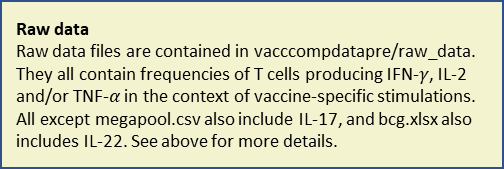 Raw data
Raw data files are contained in vacccompdatapre/raw_data.
They all contain frequencies of T cells producing IFN-𝛾, IL-2
and/or TNF-𝛼 in the context of vaccine-specific stimulations.
All except megapool.csv also include IL-17, and bcg.xlsx also
includes IL-22. See above for more details.